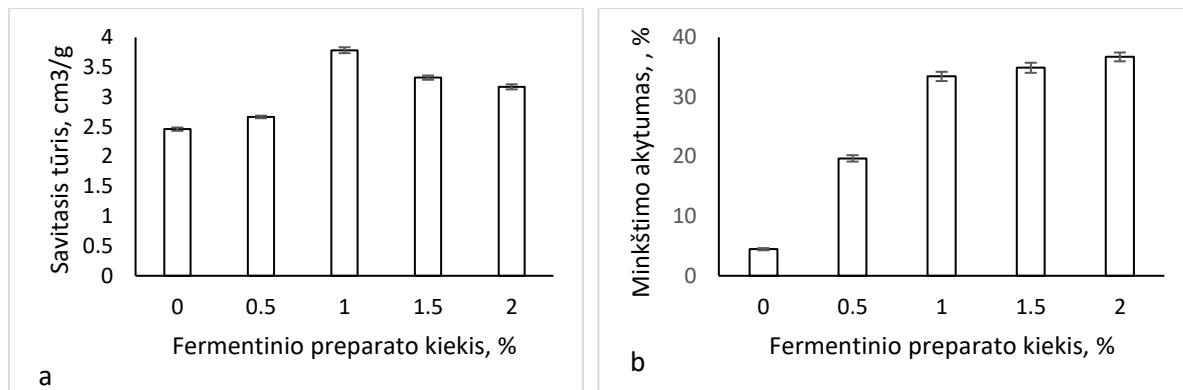 Savitasis tūris, cm3/g
4
3.5
3
2.5
2
1.5
1
0.5
0
0 0.5 1 1.5 2
Fermentinio preparato kiekis, %
a
Minkštimo akytumas, , %
40
30
20
10
0
0 0.5 1 1.5 2
Fermentinio preparato kiekis, %
b